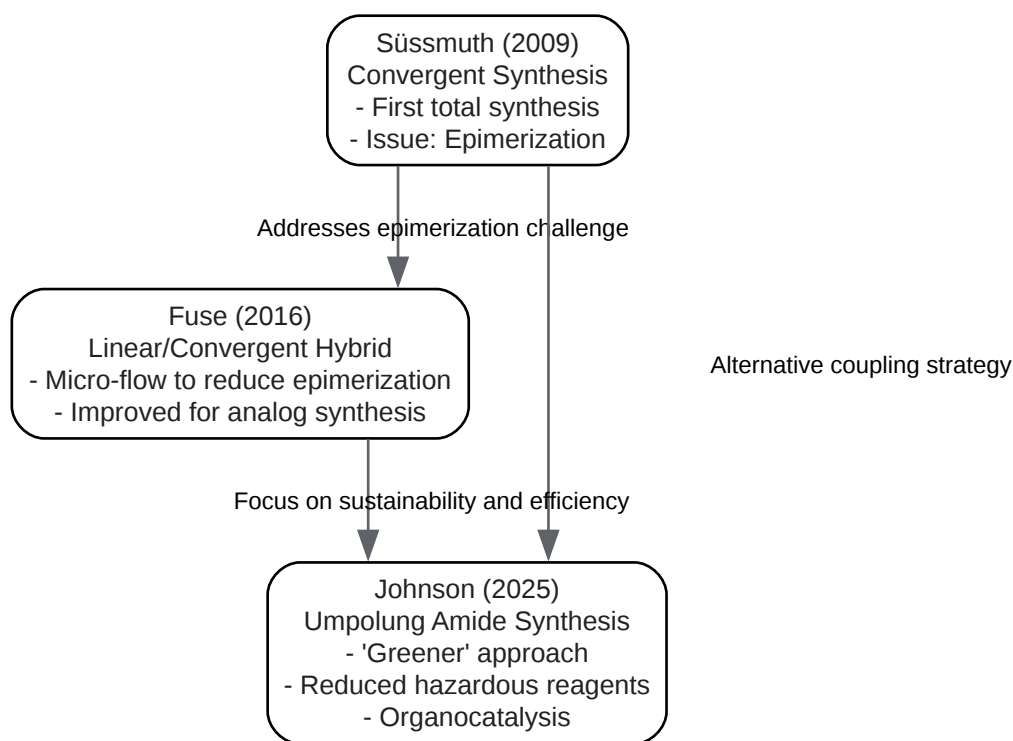 Süssmuth (2009)
Convergent Synthesis
- First total synthesis
- Issue: Epimerization
Addresses epimerization challenge
Fuse (2016)
Linear/Convergent Hybrid
- Micro-flow to reduce epimerization
- Improved for analog synthesis
Alternative coupling strategy
Focus on sustainability and efficiency
Johnson (2025)
Umpolung Amide Synthesis
- 'Greener' approach
- Reduced hazardous reagents
- Organocatalysis